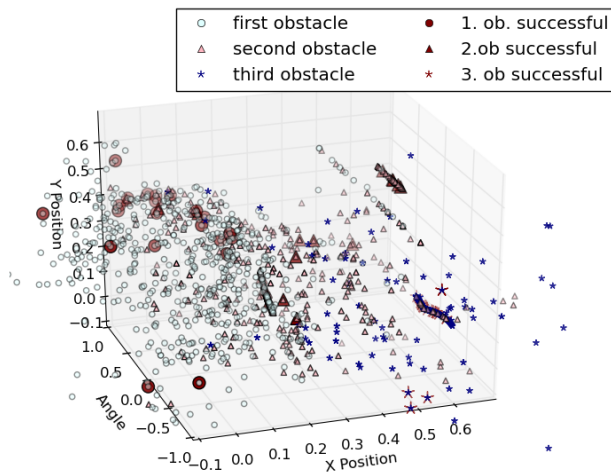 first obstacle 1. ob. successful
second obstacle 2.ob successful
third obstacle 3. ob successful
0.6
0.5
0.4
0.3
0.2
0.1
0.0
−0.1
Y Position
1.0
0.5
0.0
−0.5
−1.0
Angle
−0.1 0.0 0.1 0.2 0.3 0.4 0.5 0.6
X Position